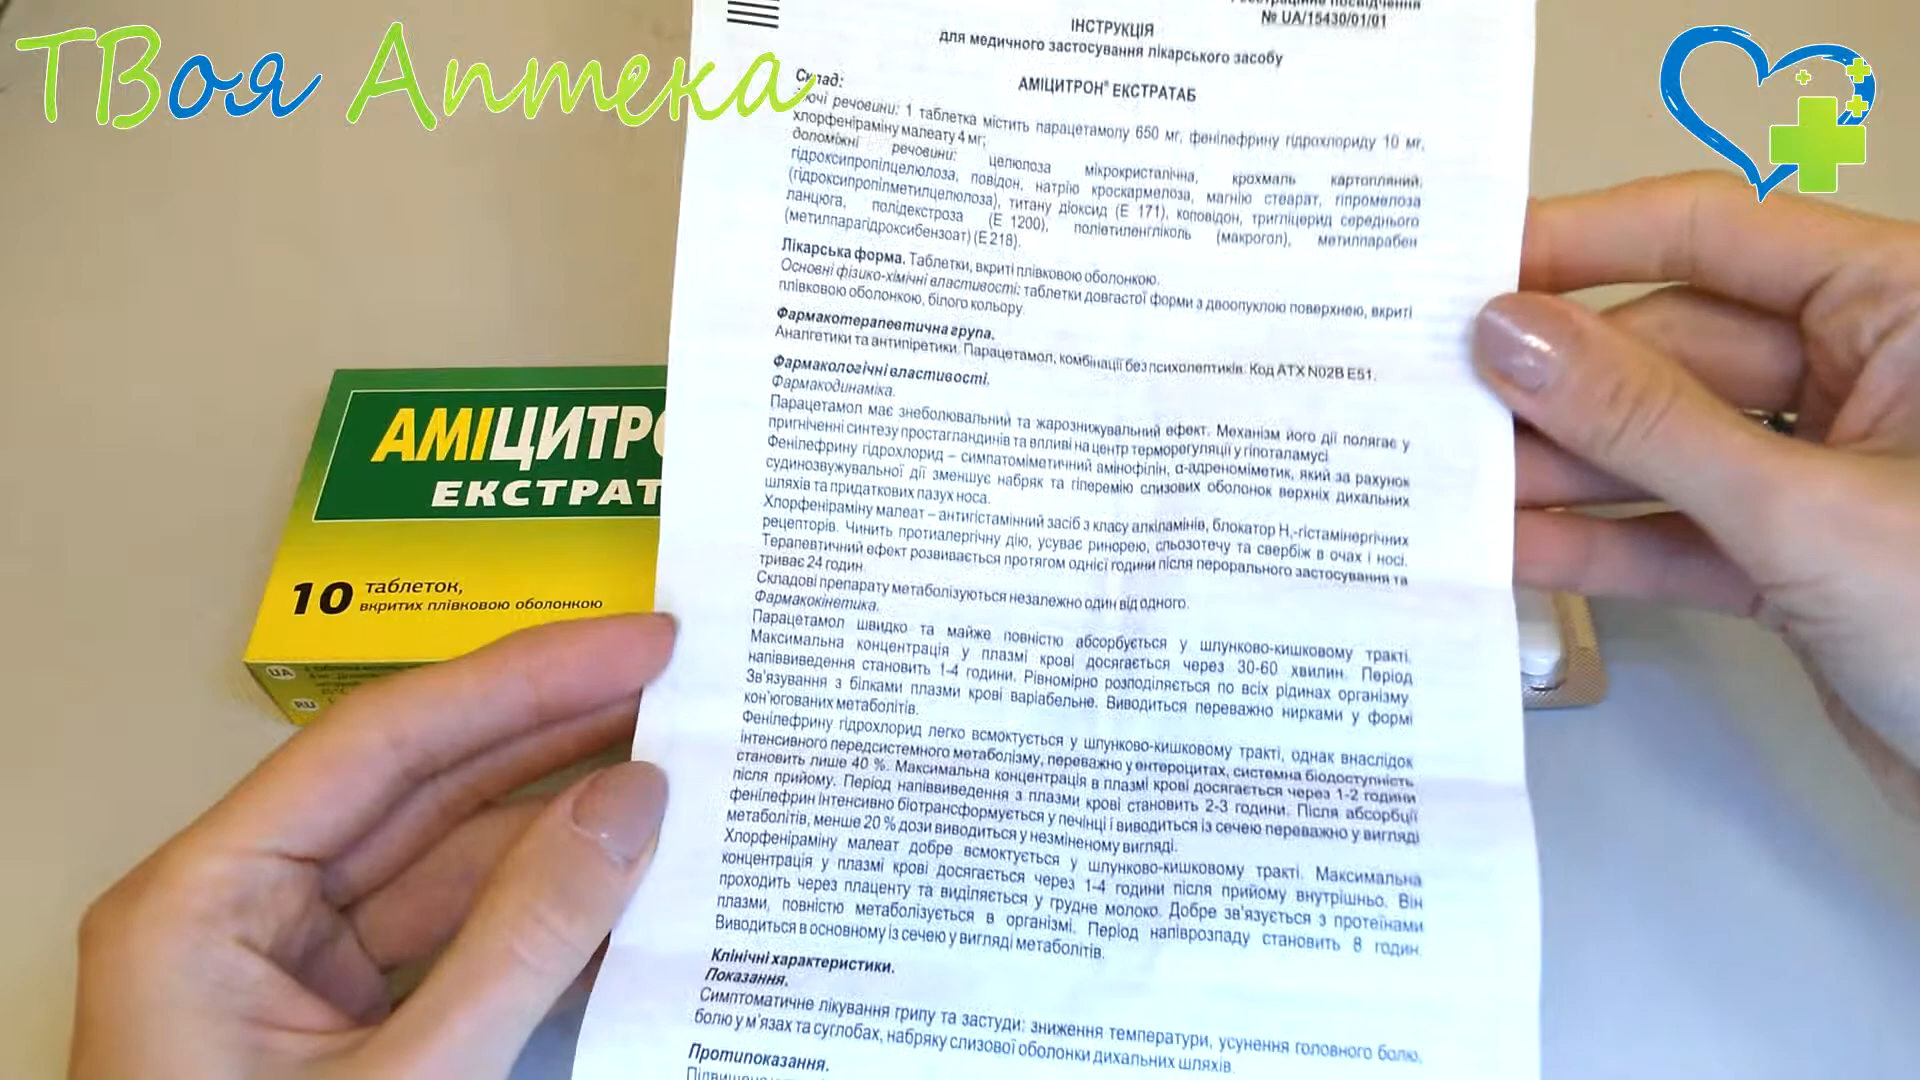 ТВоя Аптека
Реєстраційне посвідчення
№ UA/15430/01/01
ІНСТРУКЦІЯ
для медичного застосування лікарського засобу
АМІЦИТРОН® ЕКСТРАТАБ
Склад:
речовини: 1 таблетка містить парацетамолу 650 мг, фенілефрину гідрохлориду 10 мг,
хлорфеніраміну малеату 4 мг;
допоміжні речовини: целюлоза мікрокристалічна, крохмаль картопляний,
гідроксипропілцелюлоза, повідон, натрію кроскармелоза, магнію стеарат, гіпромелоза
(гідроксипропілметилцелюлоза), титану діоксид (Е 171), коповідон, тригліцерид середнього
ланцюга, полідекстроза (Е 1200), поліетиленгліколь (макрогол), метилпарабен
(метилпарагідроксибензоат) (Е 218).
Лікарська форма. Таблетки, вкриті плівковою оболонкою.
Основні фізико-хімічні властивості: таблетки довгастої форми з двоопуклою поверхнею, вкриті
плівковою оболонкою, білого кольору.
Фармакотерапевтична група.
Аналгетики та антипіретики. Парацетамол, комбінації без психолептиків. Код АТХ N02B E51.
Фармакологічні властивості.
Фармакодинаміка.
Парацетамол має знеболювальний та жарознижувальний ефект. Механізм його дії полягає у
пригніченні синтезу простагландинів та впливі на центр терморегуляції у гіпоталамусі.
Фенілефрину гідрохлорид – симпатоміметичний амінофілін, α-адреноміметик, який за рахунок
судинозвужувальної дії зменшує набряк та гіперемію слизових оболонок верхніх дихальних
шляхів та придаткових пазух носа.
Хлорфеніраміну малеат – антигістамінний засіб з класу алкіламінів, блокатор Н₁-гістамінергічних
рецепторів. Чинить протиалергічну дію, усуває ринорею, сльозотечу та свербіж в очах і носі.
Терапевтичний ефект розвивається протягом однієї години після перорального застосування та
триває 24 годин.
Складові препарату метаболізуються незалежно один від одного.
Фармакокінетика.
Парацетамол швидко та майже повністю абсорбується у шлунково-кишковому тракті.
Максимальна концентрація у плазмі крові досягається через 30-60 хвилин. Період
напіввиведення становить 1-4 години. Рівномірно розподіляється по всіх рідинах організму.
Зв'язування з білками плазми крові варіабельне. Виводиться переважно нирками у формі
кон'югованих метаболітів.
Фенілефрину гідрохлорид легко всмоктується у шлунково-кишковому тракті, однак внаслідок
інтенсивного передсистемного метаболізму, переважно у ентероцитах, системна біодоступність
становить лише 40 %. Максимальна концентрація в плазмі крові досягається через 1-2 години
після прийому. Період напіввиведення з плазми крові становить 2-3 години. Після абсорбції
фенілефрин інтенсивно біотрансформується у печінці і виводиться із сечею переважно у вигляді
метаболітів, менше 20 % дози виводиться у незміненому вигляді.
Хлорфеніраміну малеат добре всмоктується у шлунково-кишковому тракті. Максимальна
концентрація у плазмі крові досягається через 1-4 години після прийому внутрішньо. Він
проходить через плаценту та виділяється у грудне молоко. Добре зв'язується з протеїнами
плазми, повністю метаболізується в організмі. Період напіврозпаду становить 8 годин.
Виводиться в основному із сечею у вигляді метаболітів.
Клінічні характеристики.
Показання.
Симптоматичне лікування грипу та застуди: зниження температури, усунення головного болю,
болю у м'язах та суглобах, набряку слизової оболонки дихальних шляхів.
Протипоказання.
АМІЦИТРО
ЕКСТРАТ
10 таблеток,
вкритих плівковою оболонкою
UA
RU